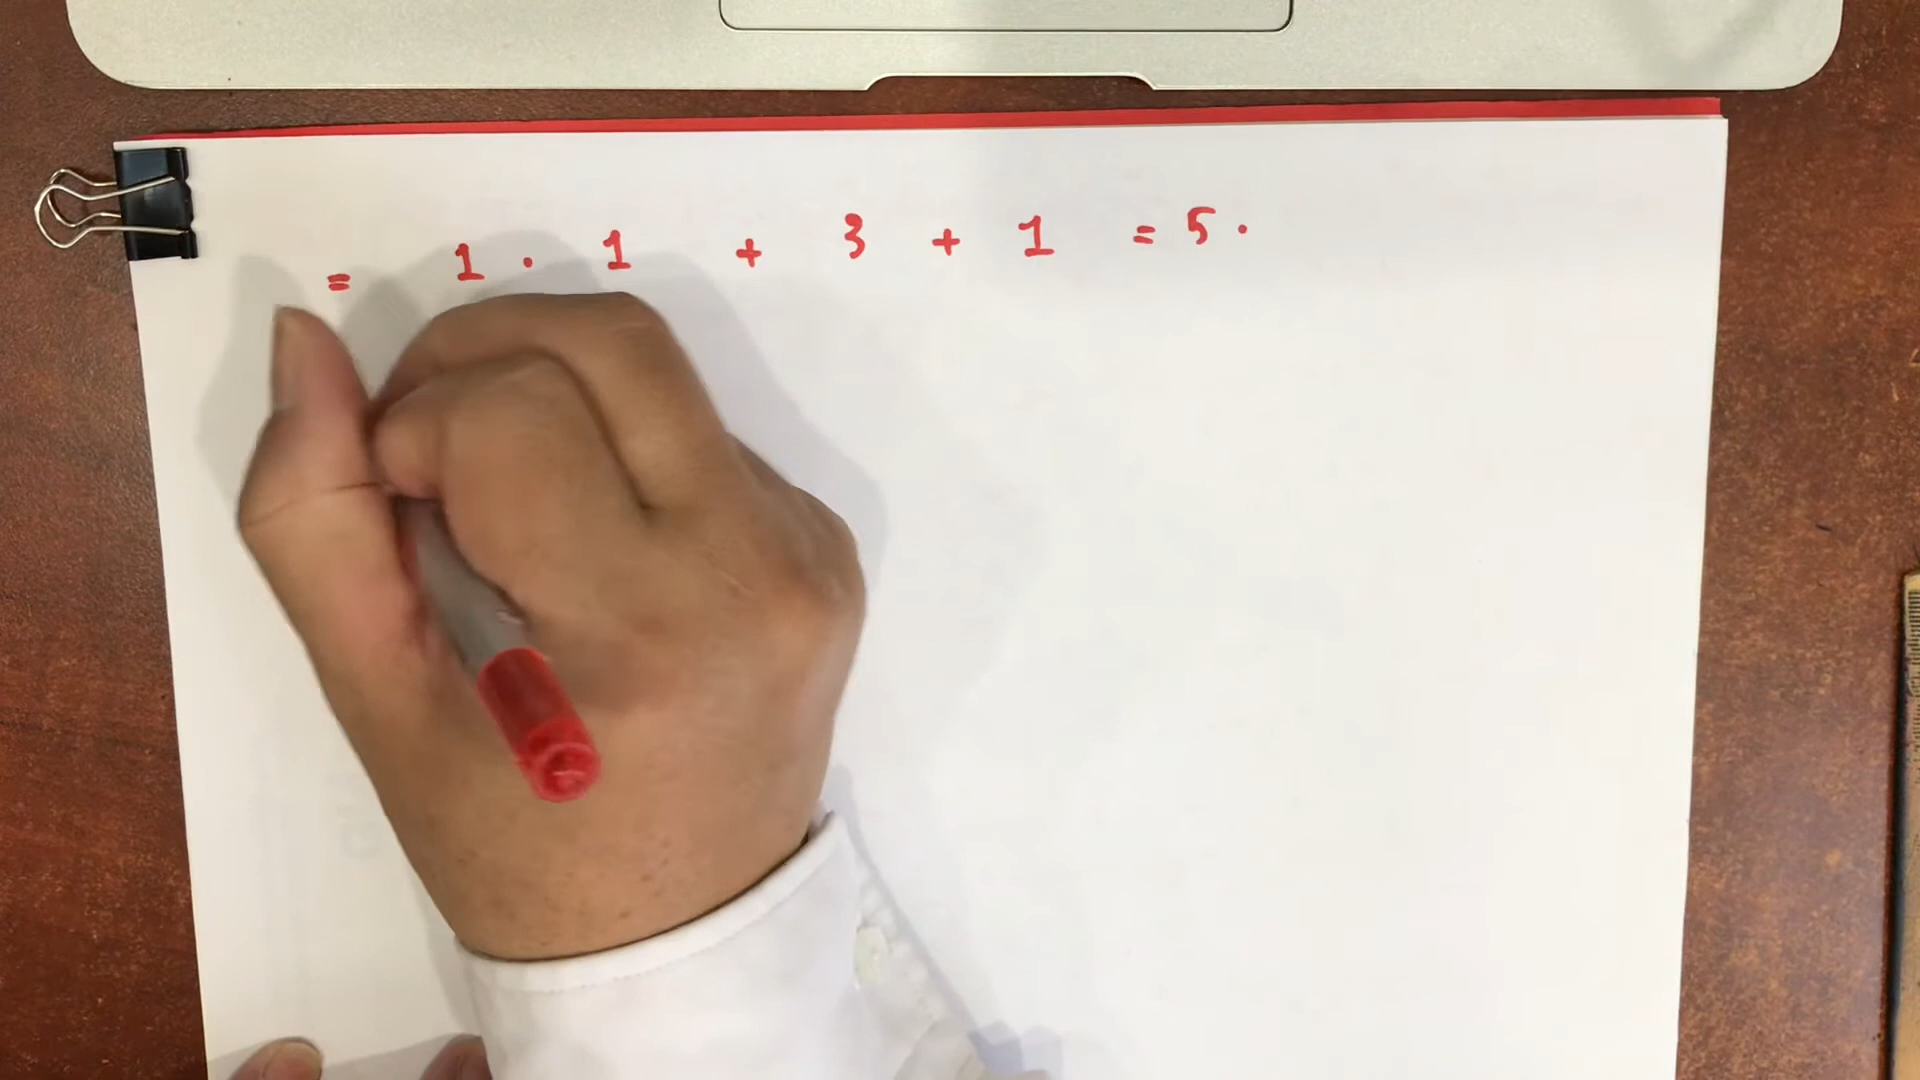 = 1 . 1 + 3 + 1 = 5 .